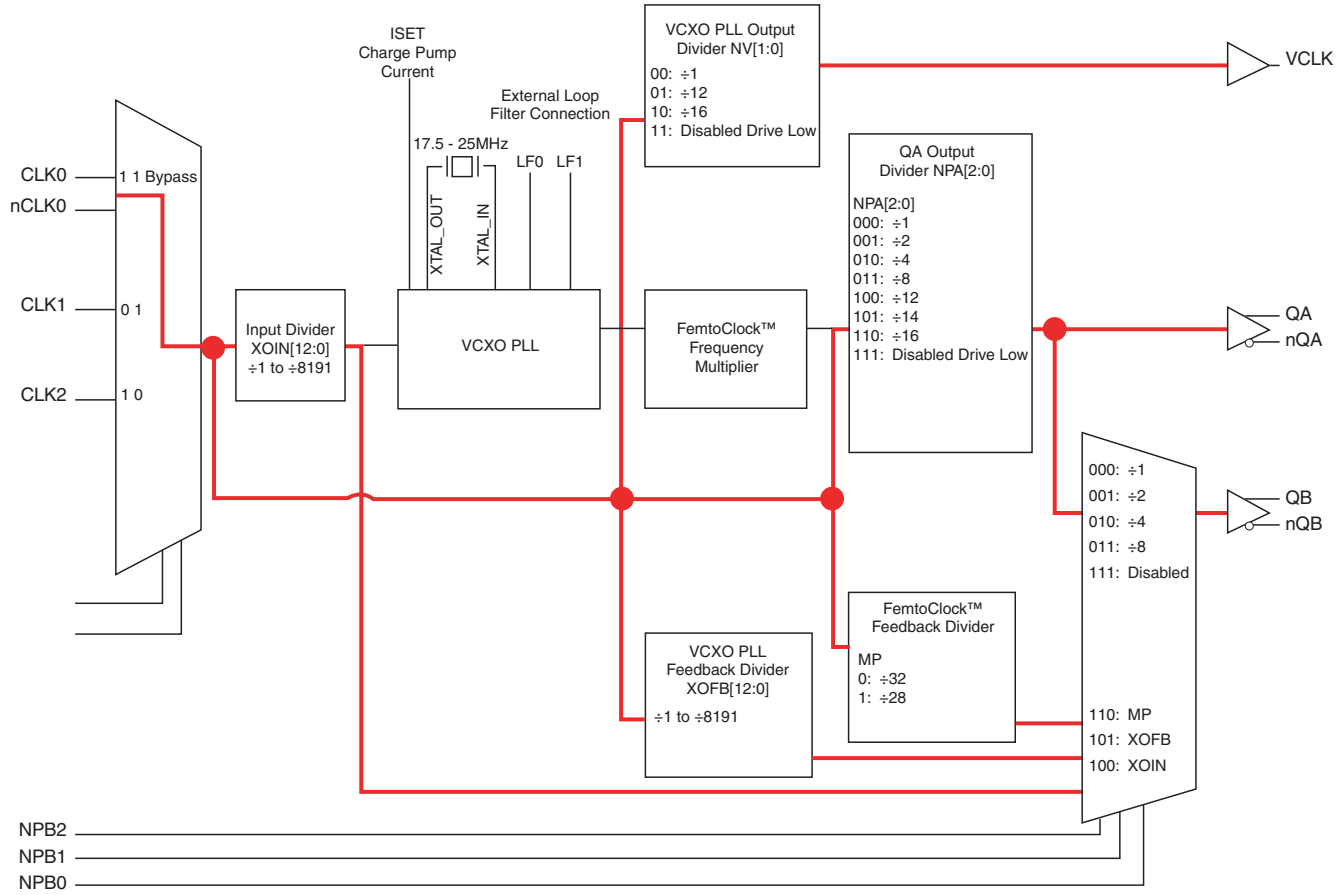 ISET
Charge Pump
Current
External Loop
Filter Connection
17.5 - 25MHz
LF0
LF1
XTAL_OUT
XTAL_IN
VCXO PLL Output
Divider NV[1:0]
00: ÷1
01: ÷12
10: ÷16
11: Disabled Drive Low
VCLK
CLK0
nCLK0
CLK1
CLK2
1 1 Bypass
0 1
1 0
Input Divider
XOIN[12:0]
÷1 to ÷8191
VCXO PLL
FemtoClock™
Frequency
Multiplier
QA Output
Divider NPA[2:0]
NPA[2:0]
000: ÷1
001: ÷2
010: ÷4
011: ÷8
100: ÷12
101: ÷14
110: ÷16
111: Disabled Drive Low
QA
nQA
000: ÷1
001: ÷2
010: ÷4
011: ÷8
111: Disabled
110: MP
101: XOFB
100: XOIN
QB
nQB
FemtoClock™
Feedback Divider
MP
0: ÷32
1: ÷28
VCXO PLL
Feedback Divider
XOFB[12:0]
÷1 to ÷8191
NPB2
NPB1
NPB0